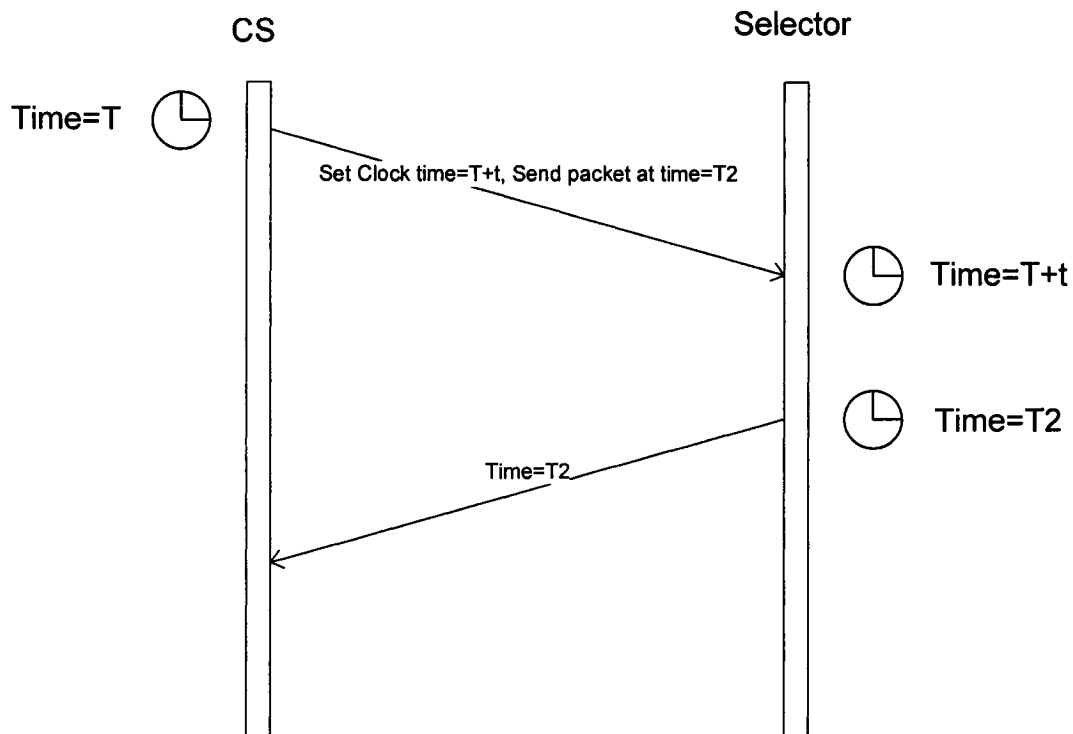 CS
Selector
Time=T
Set Clock time=T+t, Send packet at time=T2
Time=T+t
Time=T2
Time=T2